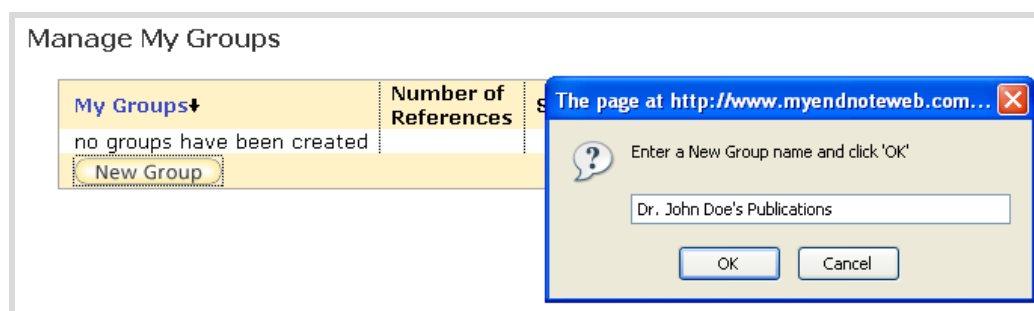 Manage My Groups
My Groups
Number of
References
S
no groups have been created
New Group
The page at http://www.myendnoteweb.com...
Enter a New Group name and click 'OK'
Dr. John Doe's Publications
OK
Cancel